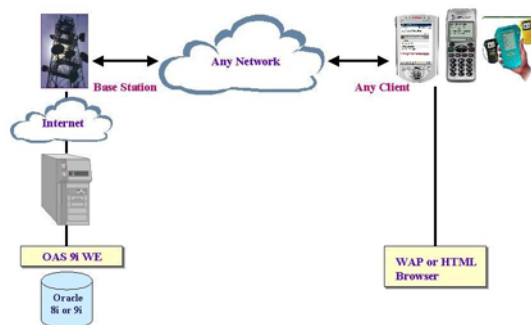 Any Network
Base Station
Any Client
Internet
OAS 9i WE
WAP or HTML
Browser
Oracle
8i or 9i